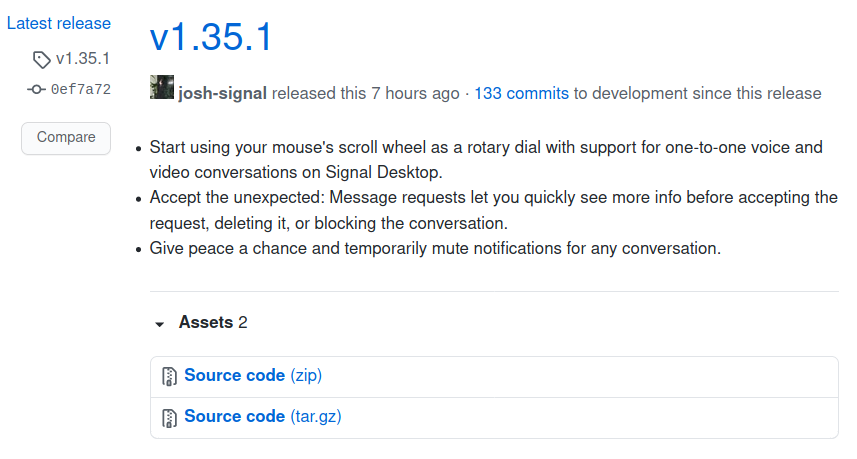 Latest release
v1.35.1
0ef7a72
Compare
v1.35.1
josh-signal released this 7 hours ago · 133 commits to development since this release
• Start using your mouse's scroll wheel as a rotary dial with support for one-to-one voice and
video conversations on Signal Desktop.
• Accept the unexpected: Message requests let you quickly see more info before accepting the
request, deleting it, or blocking the conversation.
• Give peace a chance and temporarily mute notifications for any conversation.
Assets 2
Source code (zip)
Source code (tar.gz)